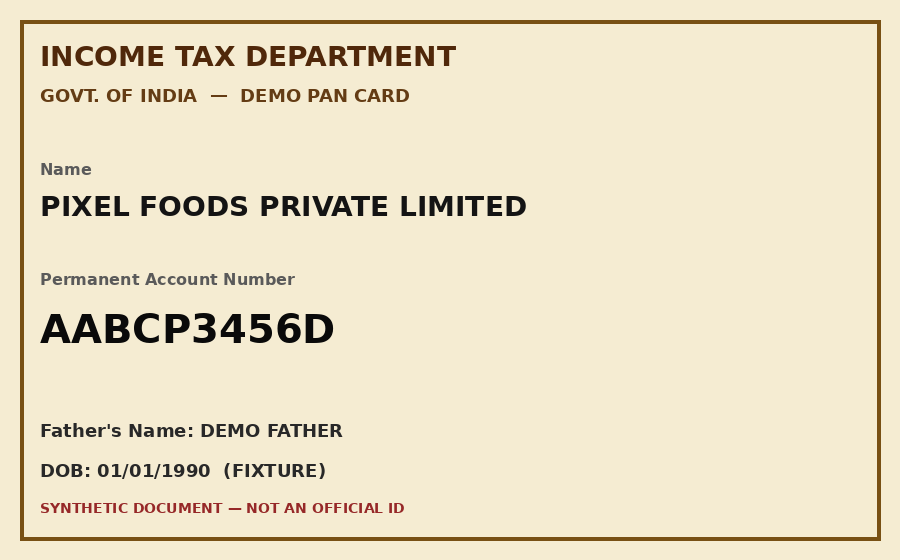 INCOME TAX DEPARTMENT
GOVT. OF INDIA — DEMO PAN CARD
Name
PIXEL FOODS PRIVATE LIMITED
Permanent Account Number
AABCP3456D
Father's Name: DEMO FATHER
DOB: 01/01/1990 (FIXTURE)
SYNTHETIC DOCUMENT — NOT AN OFFICIAL ID